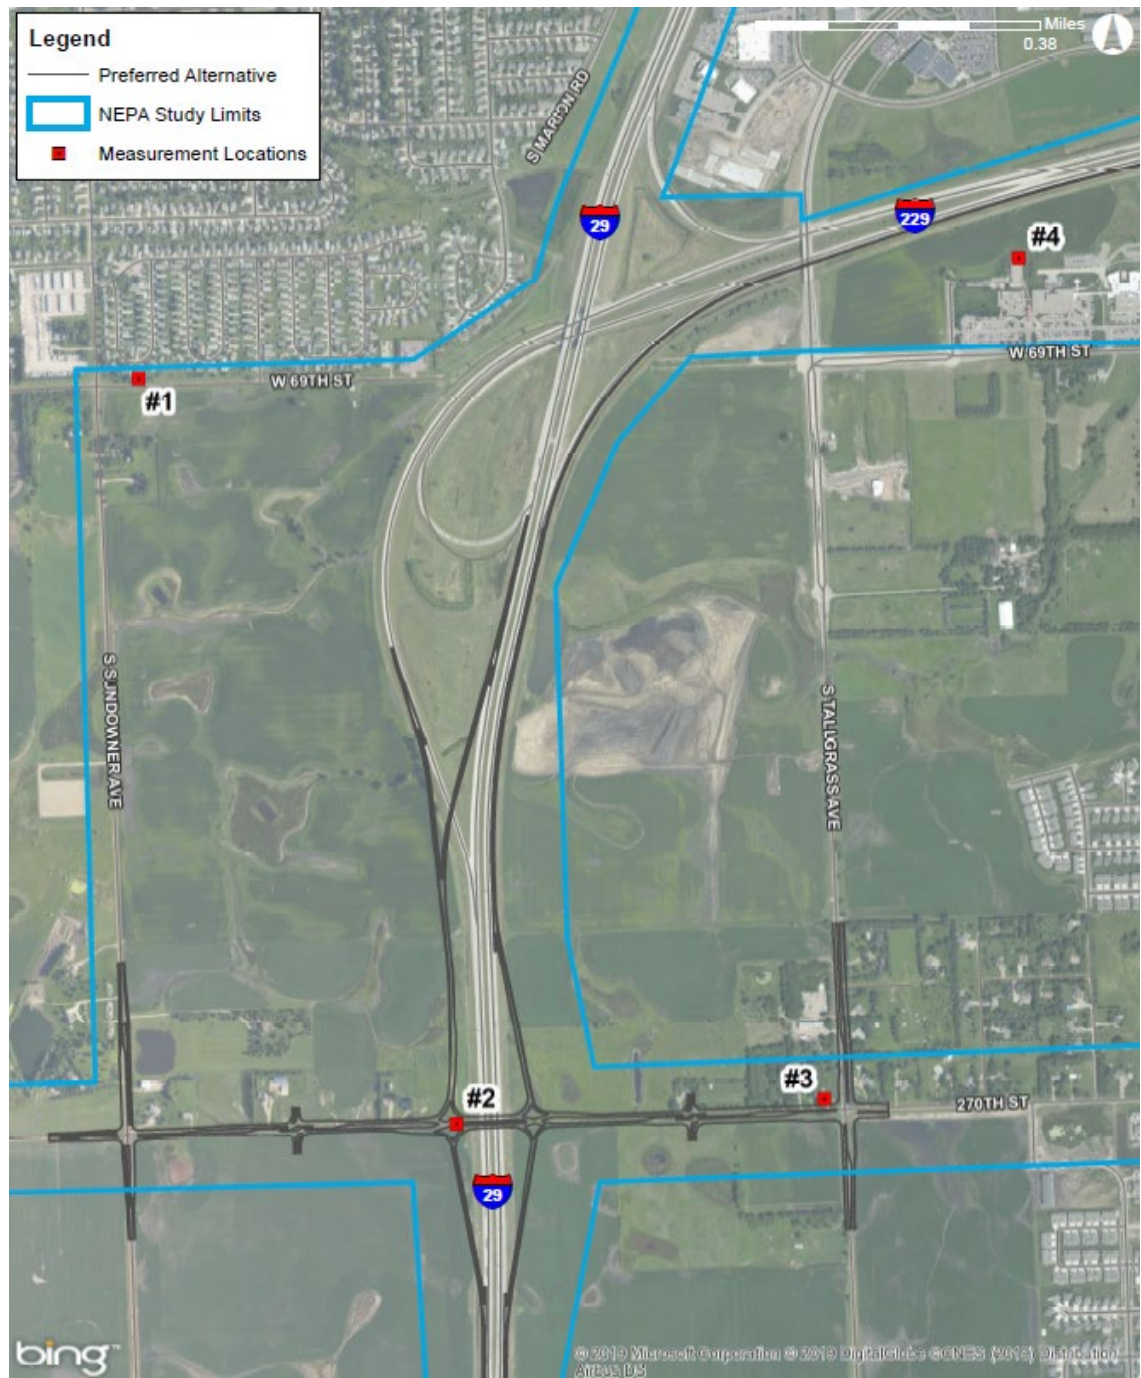 Legend
Preferred Alternative
NEPA Study Limits
Measurement Locations
Miles
0.38
S MARION RD
29
229
#4
W 69TH ST
W 69TH ST
#1
S SUNDOWNER AVE
S TALLGRASS AVE
#2
#3
270TH ST
29
bing™
© 2019 Microsoft Corporation © 2019 DigitalGlobe ©CNES (2019) Distribution
Airbus DS